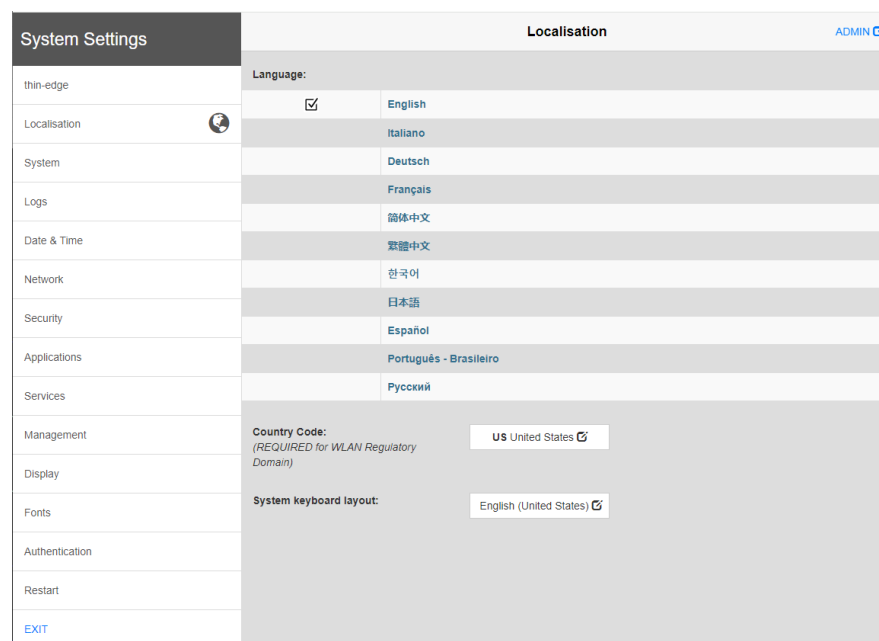 System Settings
thin-edge
Localisation
System
Logs
Date & Time
Network
Security
Applications
Services
Management
Display
Fonts
Authentication
Restart
EXIT
Localisation
ADMIN
Language:
English
Italiano
Deutsch
Français
简体中文
繁體中文
한국어
日本語
Español
Português - Brasileiro
Русский
Country Code:
(REQUIRED for WLAN Regulatory
Domain)
US United States
System keyboard layout:
English (United States)